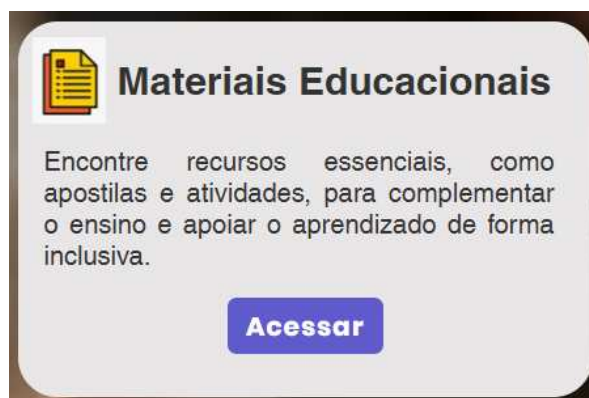 Materiais Educacionais
Encontre recursos essenciais, como
apostilas e atividades, para complementar
o ensino e apoiar o aprendizado de forma
inclusiva.
Acessar